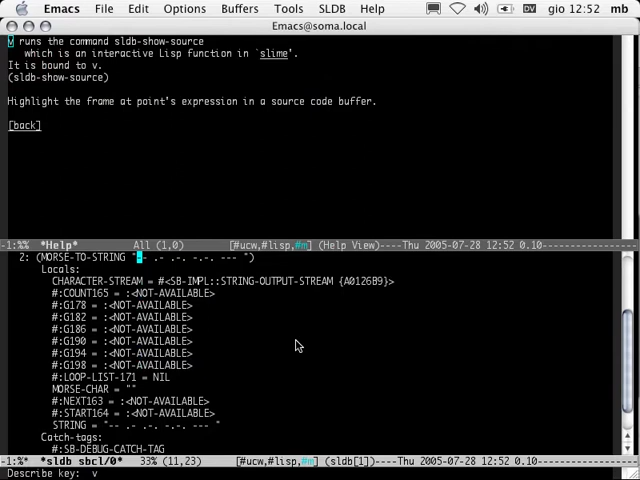 Emacs File Edit Options Buffers Tools SLDB Help DV gio 12:52 mb
Emacs@soma.local
v runs the command sldb-show-source
which is an interactive Lisp function in `slime'.
It is bound to v.
(sldb-show-source)
Highlight the frame at point's expression in a source code buffer.
[back]
-1:%% *Help* All (1,0) [#ucw,#lisp,#m] (Help View)--Thu 2005-07-28 12:52 0.10--
2: (MORSE-TO-STRING "-- .- .-. -.-. --- ")
Locals:
CHARACTER-STREAM = #<SB-IMPL::STRING-OUTPUT-STREAM {A0126B9}>
#:COUNT165 = :<NOT-AVAILABLE>
#:G178 = :<NOT-AVAILABLE>
#:G182 = :<NOT-AVAILABLE>
#:G186 = :<NOT-AVAILABLE>
#:G190 = :<NOT-AVAILABLE>
#:G194 = :<NOT-AVAILABLE>
#:G198 = :<NOT-AVAILABLE>
#:LOOP-LIST-171 = NIL
MORSE-CHAR = ""
#:NEXT163 = :<NOT-AVAILABLE>
#:START164 = :<NOT-AVAILABLE>
STRING = "-- .- .-. -.-. --- "
Catch-tags:
#:SB-DEBUG-CATCH-TAG
-1:%* *sldb sbcl/0* 33% (11,23) [#ucw,#lisp,#m] (sldb[1])--Thu 2005-07-28 12:52 0.10--
Describe key: v